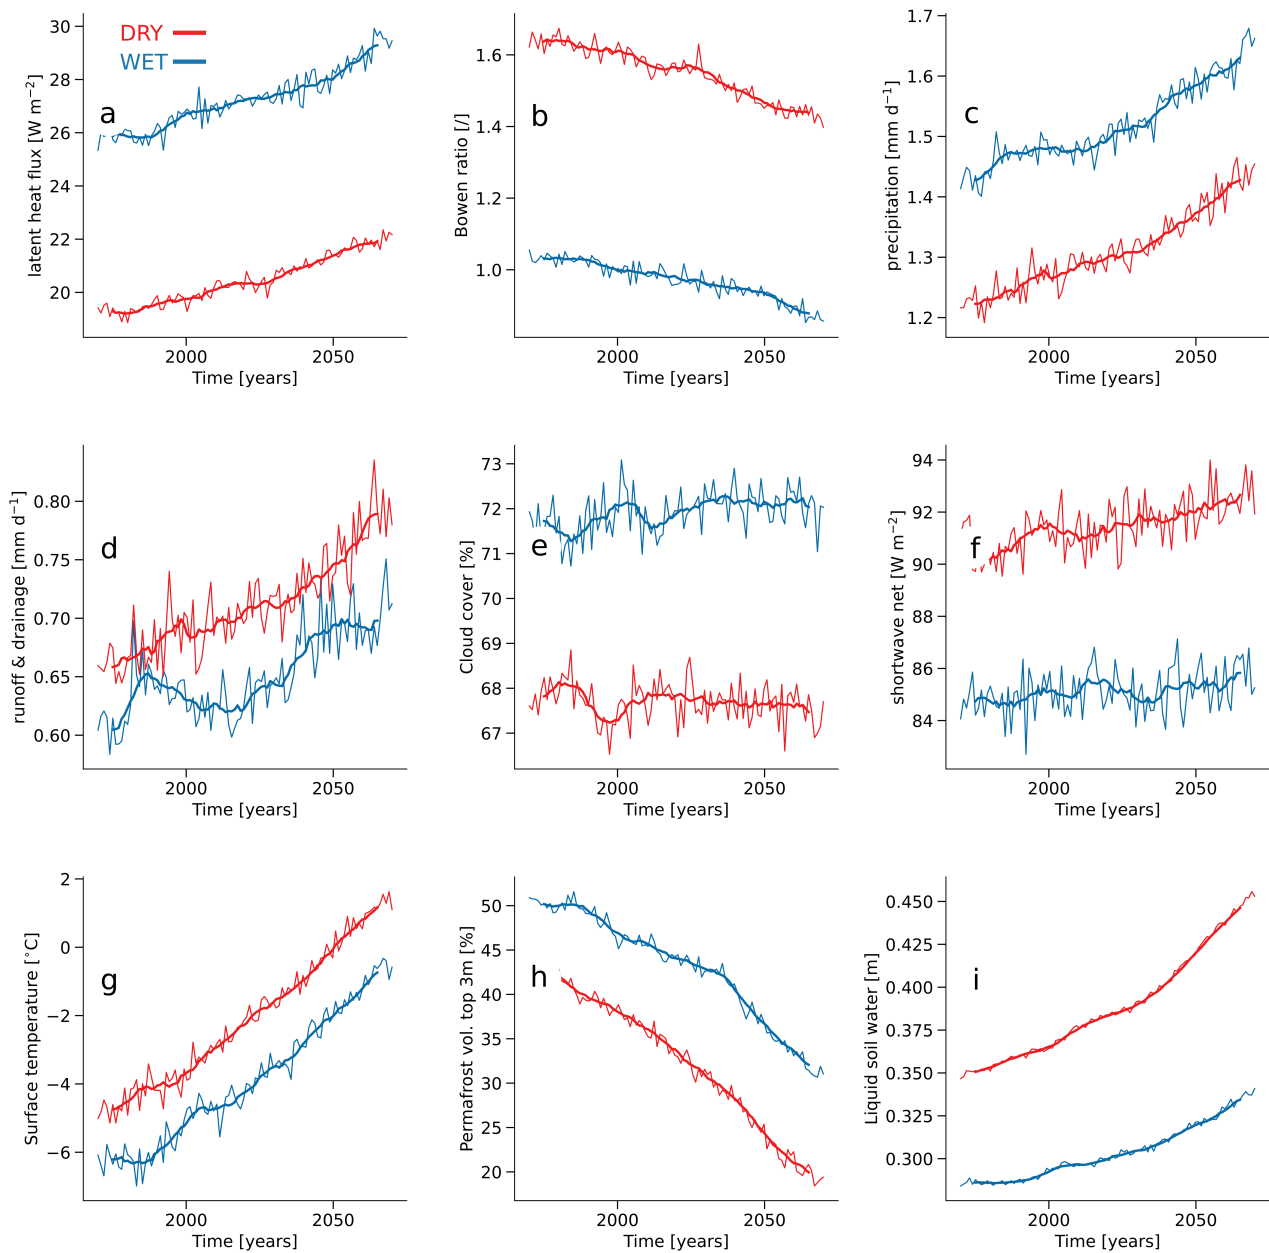 DRY
WET
a
latent heat flux [W m⁻²]
30
28
26
24
22
20
2000 2050
Time [years]
b
Bowen ratio [/]
1.6
1.4
1.2
1.0
2000 2050
Time [years]
c
precipitation [mm d⁻¹]
1.7
1.6
1.5
1.4
1.3
1.2
2000 2050
Time [years]
d
runoff & drainage [mm d⁻¹]
0.80
0.75
0.70
0.65
0.60
2000 2050
Time [years]
e
Cloud cover [%]
73
72
71
70
69
68
67
2000 2050
Time [years]
f
shortwave net [W m⁻²]
94
92
90
88
86
84
2000 2050
Time [years]
g
Surface temperature [°C]
2
0
−2
−4
−6
2000 2050
Time [years]
h
Permafrost vol. top 3m [%]
50
45
40
35
30
25
20
2000 2050
Time [years]
i
Liquid soil water [m]
0.450
0.425
0.400
0.375
0.350
0.325
0.300
2000 2050
Time [years]